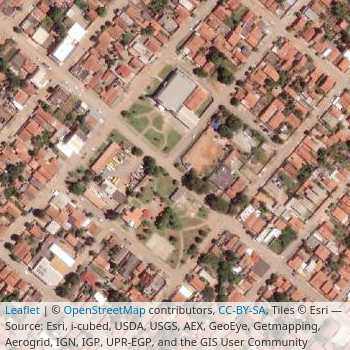 Leaflet | © OpenStreetMap contributors, CC-BY-SA, Tiles © Esri —
Source: Esri, i-cubed, USDA, USGS, AEX, GeoEye, Getmapping,
Aerogrid, IGN, IGP, UPR-EGP, and the GIS User Community